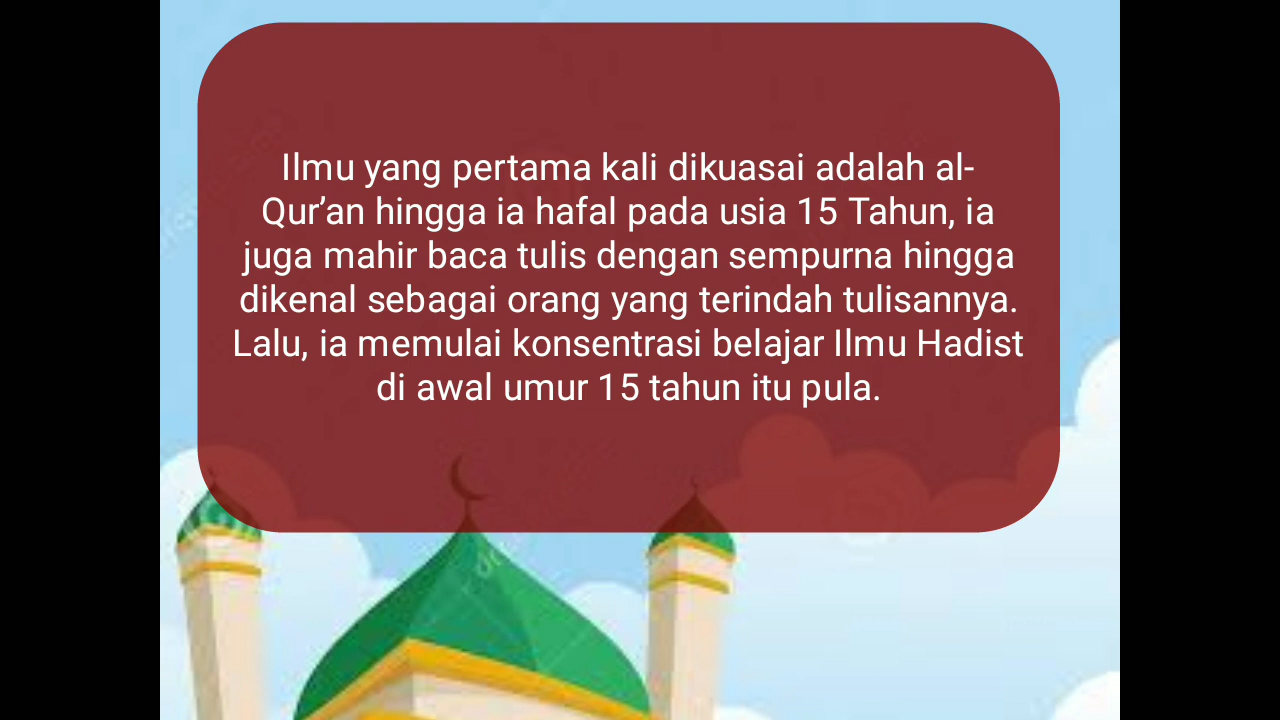 Ilmu yang pertama kali dikuasai adalah al-
Qur’an hingga ia hafal pada usia 15 Tahun, ia
juga mahir baca tulis dengan sempurna hingga
dikenal sebagai orang yang terindah tulisannya.
Lalu, ia memulai konsentrasi belajar Ilmu Hadist
di awal umur 15 tahun itu pula.